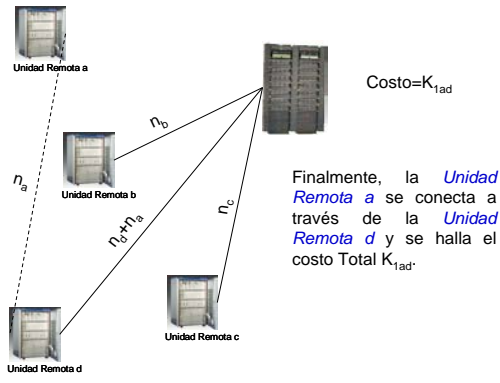 Unidad Remota a
Costo=K1ad
nb
Unidad Remota b
na
nd+na
nc
Finalmente, la Unidad
Remota a se conecta a
través de la Unidad
Remota d y se halla el
costo Total K1ad.
Unidad Remota c
Unidad Remota d